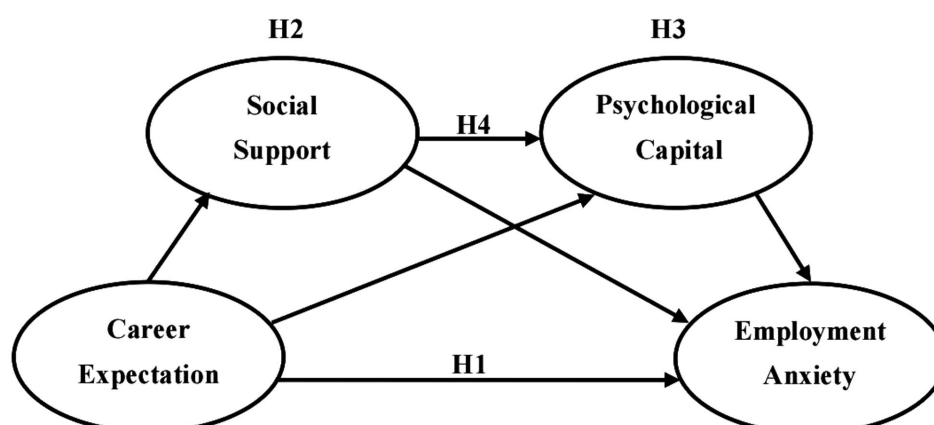 H2
H3
Social
Support
H4
Psychological
Capital
Career
Expectation
H1
Employment
Anxiety